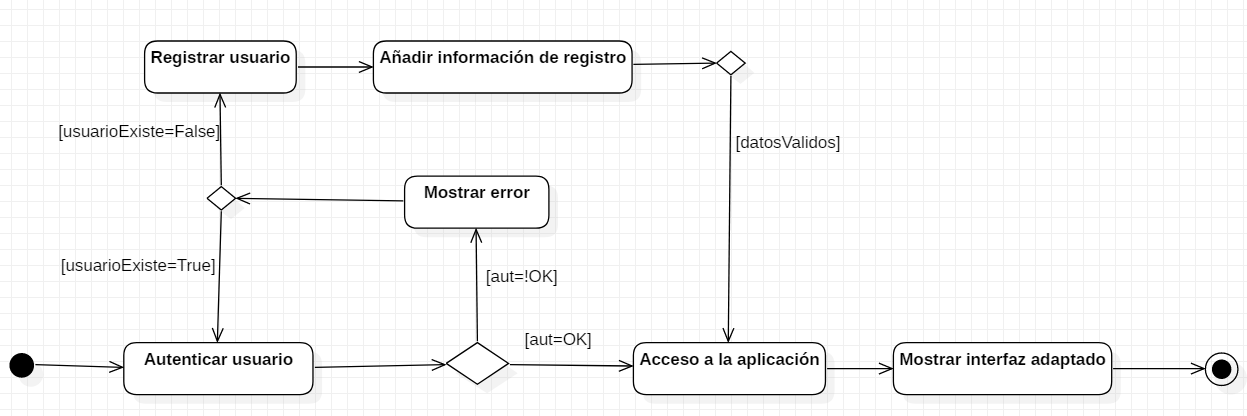 Registrar usuario
Añadir información de registro
[usuarioExiste=False]
[datosValidos]
Mostrar error
[usuarioExiste=True]
[aut=!OK]
[aut=OK]
Autenticar usuario
Acceso a la aplicación
Mostrar interfaz adaptado